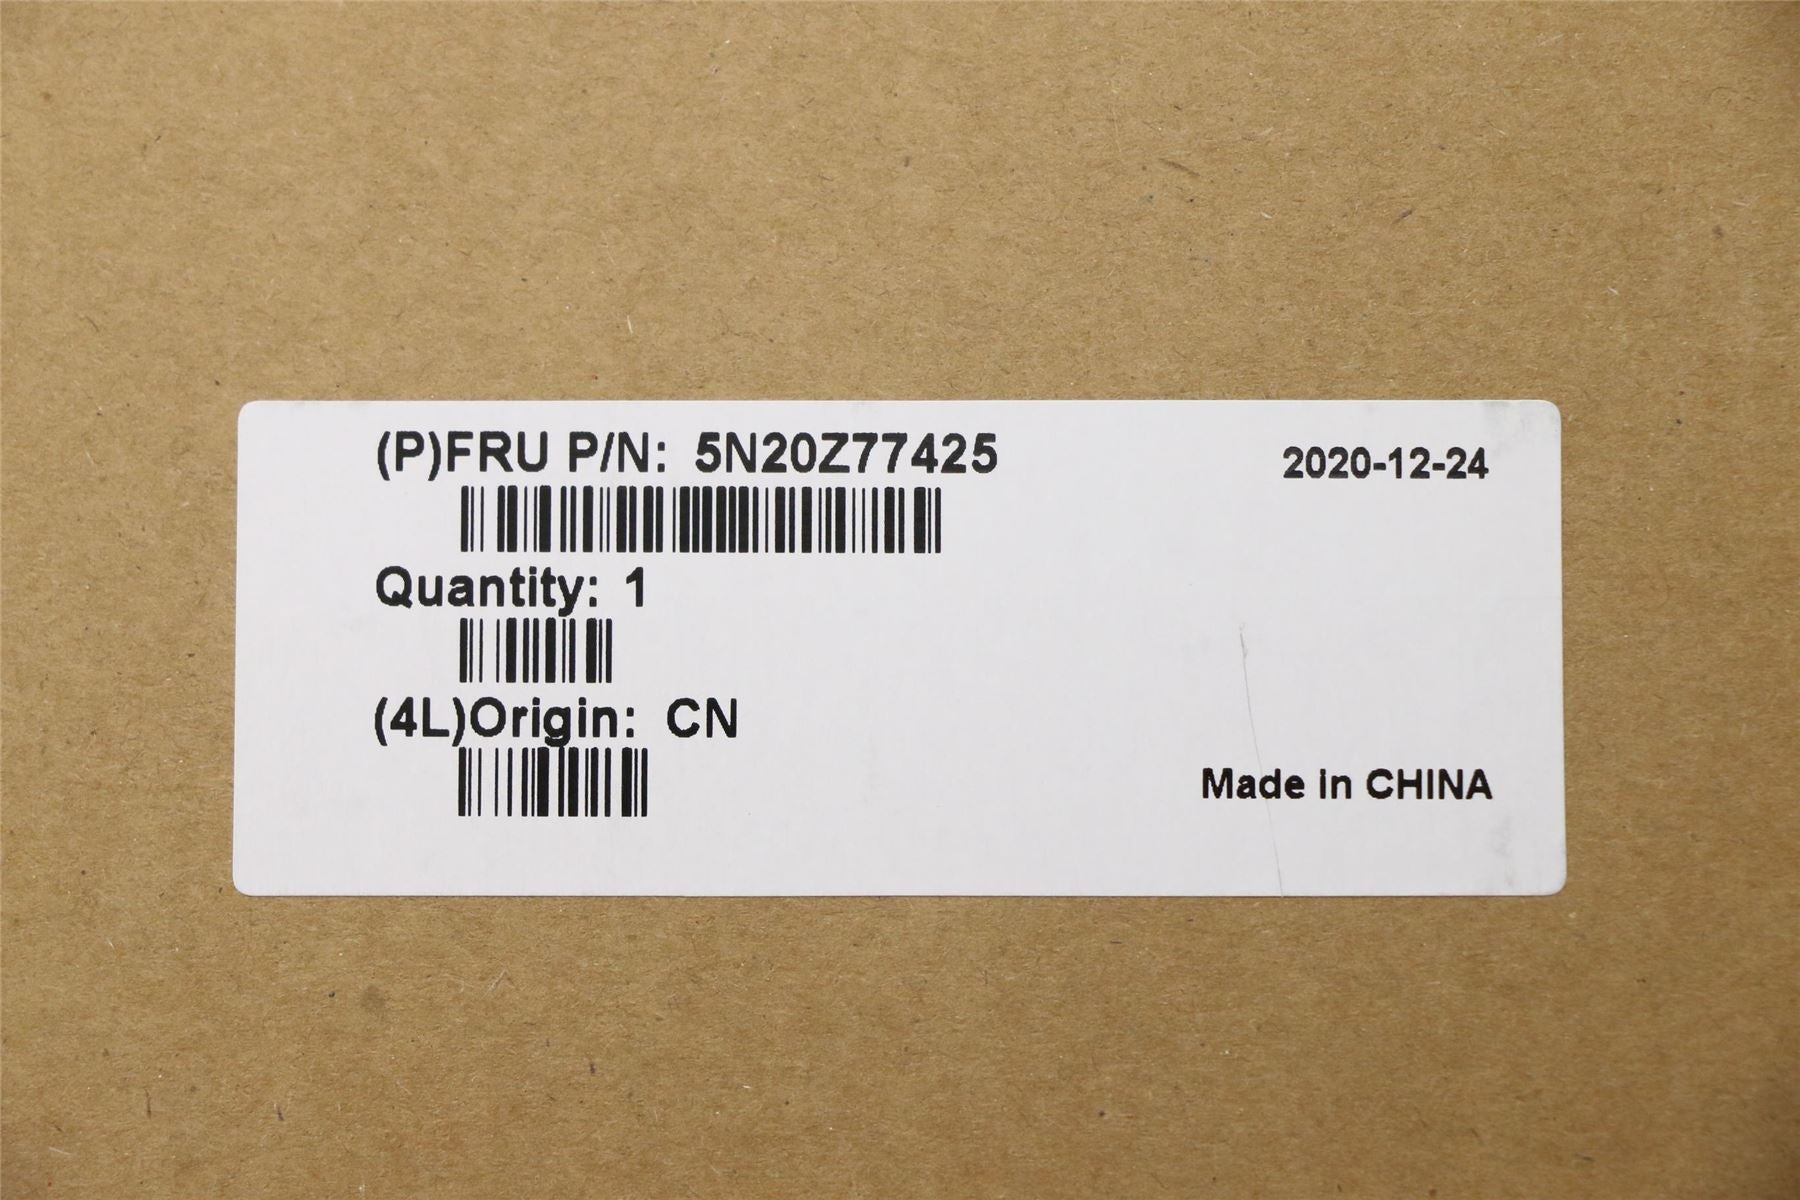 (P)FRU P/N: 5N20Z77425
2020-12-24
Quantity: 1
(4L)Origin: CN
Made in CHINA